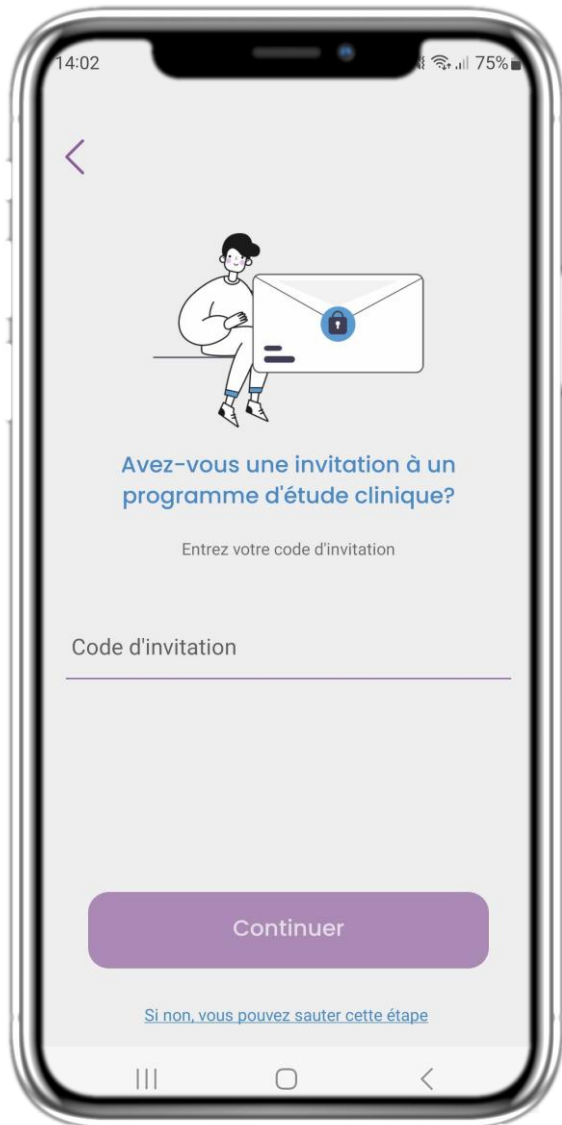 14:02
75%
Avez-vous une invitation à un
programme d'étude clinique?
Entrez votre code d'invitation
Code d'invitation
Continuer
Si non, vous pouvez sauter cette étape